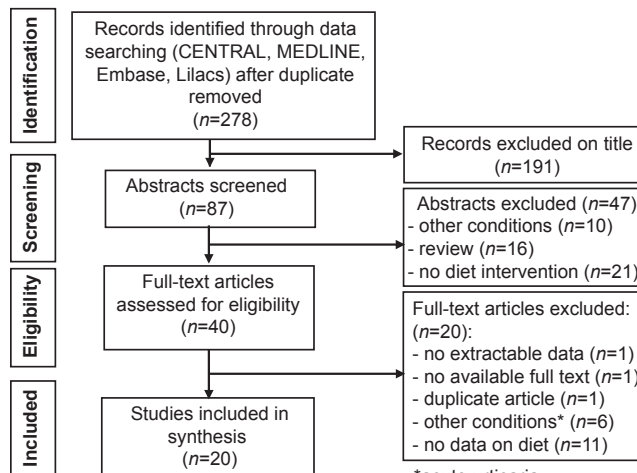 Identification
Records identified through data
searching (CENTRAL, MEDLINE,
Embase, Lilacs) after duplicate
removed
(n=278)
Records excluded on title
(n=191)
Screening
Abstracts screened
(n=87)
Abstracts excluded (n=47)
- other conditions (n=10)
- review (n=16)
- no diet intervention (n=21)
Eligibility
Full-text articles
assessed for eligibility
(n=40)
Full-text articles excluded:
(n=20):
- no extractable data (n=1)
- no available full text (n=1)
- duplicate article (n=1)
- other conditions* (n=6)
- no data on diet (n=11)
Included
Studies included in
synthesis
(n=20)